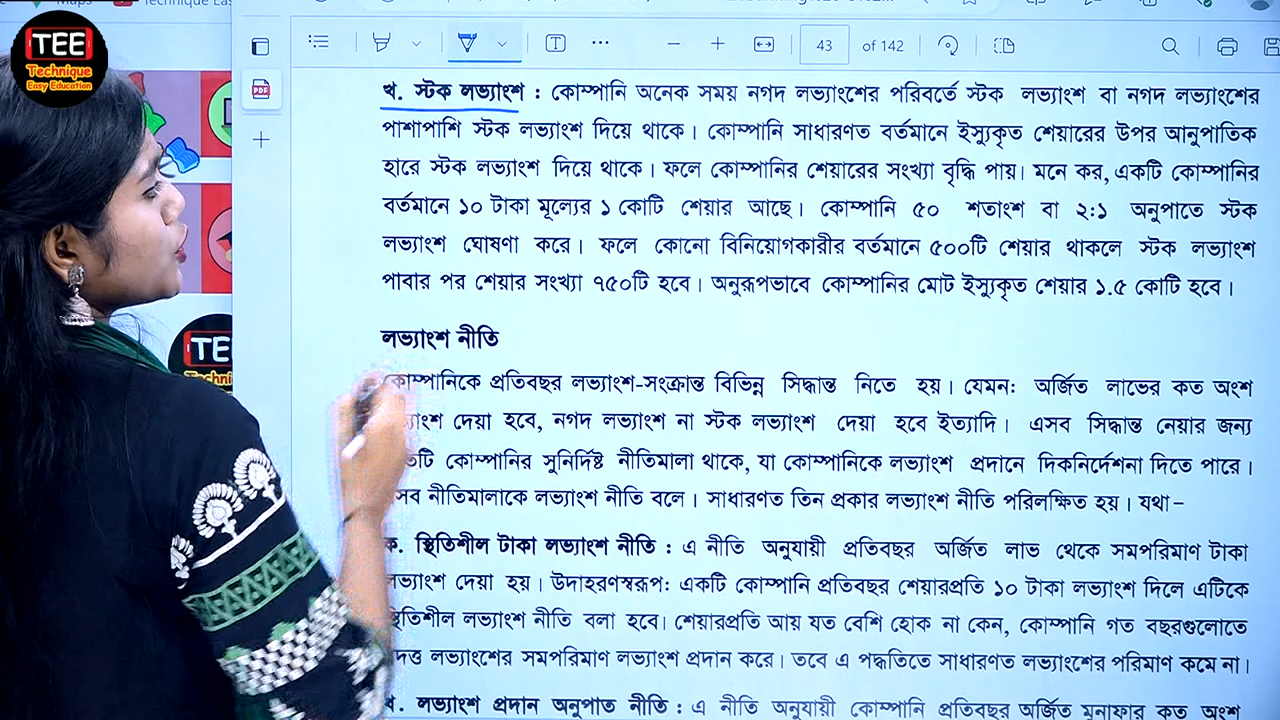 Maps
Technique Eas
TEE
Technique
Easy Education
43 of 142
PDF
খ. স্টক লভ্যাংশ : কোম্পানি অনেক সময় নগদ লভ্যাংশের পরিবর্তে স্টক লভ্যাংশ বা নগদ লভ্যাংশের
পাশাপাশি স্টক লভ্যাংশ দিয়ে থাকে। কোম্পানি সাধারণত বর্তমানে ইস্যুকৃত শেয়ারের উপর আনুপাতিক
হারে স্টক লভ্যাংশ দিয়ে থাকে। ফলে কোম্পানির শেয়ারের সংখ্যা বৃদ্ধি পায়। মনে কর, একটি কোম্পানির
বর্তমানে ১০ টাকা মূল্যের ১ কোটি শেয়ার আছে। কোম্পানি ৫০ শতাংশ বা ২:১ অনুপাতে স্টক
লভ্যাংশ ঘোষণা করে। ফলে কোনো বিনিয়োগকারীর বর্তমানে ৫০০টি শেয়ার থাকলে স্টক লভ্যাংশ
পাবার পর শেয়ার সংখ্যা ৭৫০টি হবে। অনুরূপভাবে কোম্পানির মোট ইস্যুকৃত শেয়ার ১.৫ কোটি হবে।
TE
লভ্যাংশ নীতি
কোম্পানিকে প্রতিবছর লভ্যাংশ-সংক্রান্ত বিভিন্ন সিদ্ধান্ত নিতে হয়। যেমন: অর্জিত লাভের কত অংশ
দেয়া হবে, নগদ লভ্যাংশ না স্টক লভ্যাংশ দেয়া হবে ইত্যাদি। এসব সিদ্ধান্ত নেয়ার জন্য
কোম্পানির সুনির্দিষ্ট নীতিমালা থাকে, যা কোম্পানিকে লভ্যাংশ প্রদানে দিকনির্দেশনা দিতে পারে।
নীতিমালাকে লভ্যাংশ নীতি বলে। সাধারণত তিন প্রকার লভ্যাংশ নীতি পরিলক্ষিত হয়। যথা–
ক. স্থিতিশীল টাকা লভ্যাংশ নীতি : এ নীতি অনুযায়ী প্রতিবছর অর্জিত লাভ থেকে সমপরিমাণ টাকা
লভ্যাংশ দেয়া হয়। উদাহরণস্বরূপ: একটি কোম্পানি প্রতিবছর শেয়ারপ্রতি ১০ টাকা লভ্যাংশ দিলে এটিকে
স্থিতিশীল লভ্যাংশ নীতি বলা হবে। শেয়ারপ্রতি আয় যত বেশি হোক না কেন, কোম্পানি গত বছরগুলোতে
লভ্যাংশের সমপরিমাণ লভ্যাংশ প্রদান করে। তবে এ পদ্ধতিতে সাধারণত লভ্যাংশের পরিমাণ কমে না।
খ. লভ্যাংশ প্রদান অনুপাত নীতি : এ নীতি অনুযায়ী কোম্পানি প্রতিবছর অর্জিত মুনাফার কত অংশ